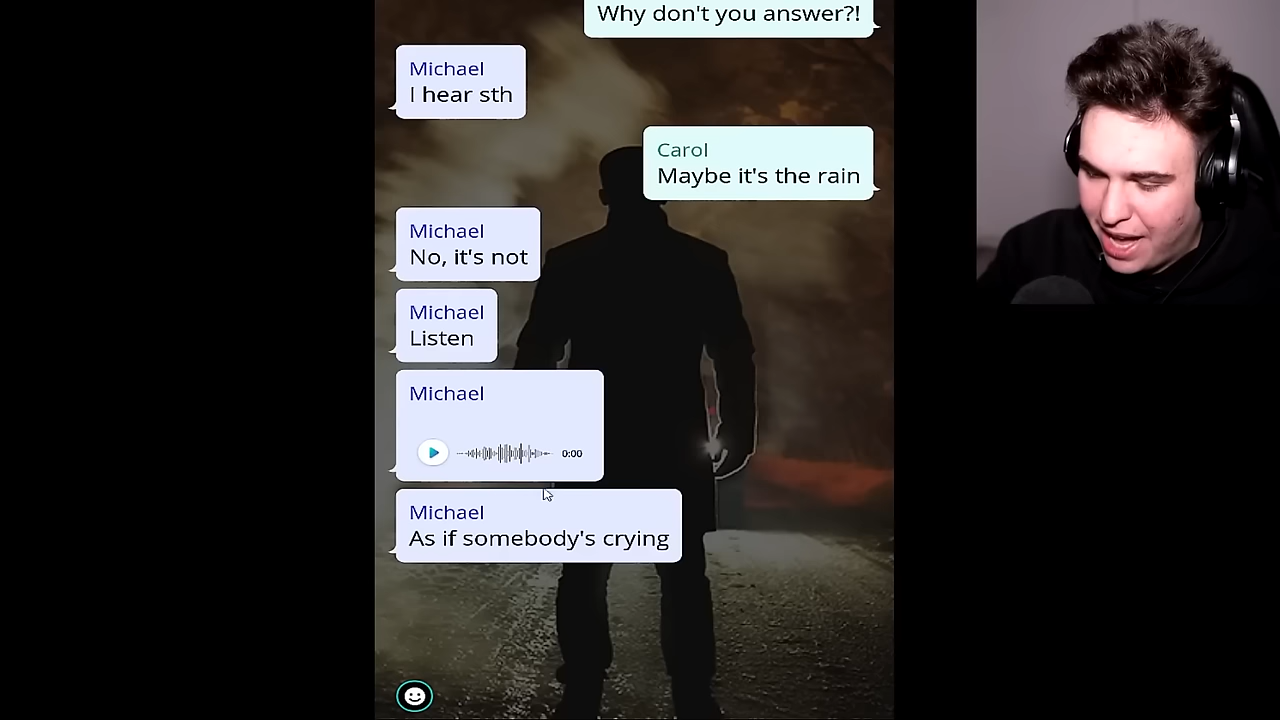 Why don't you answer?!
Michael
I hear sth
Carol
Maybe it's the rain
Michael
No, it's not
Michael
Listen
Michael
0:00
Michael
As if somebody's crying